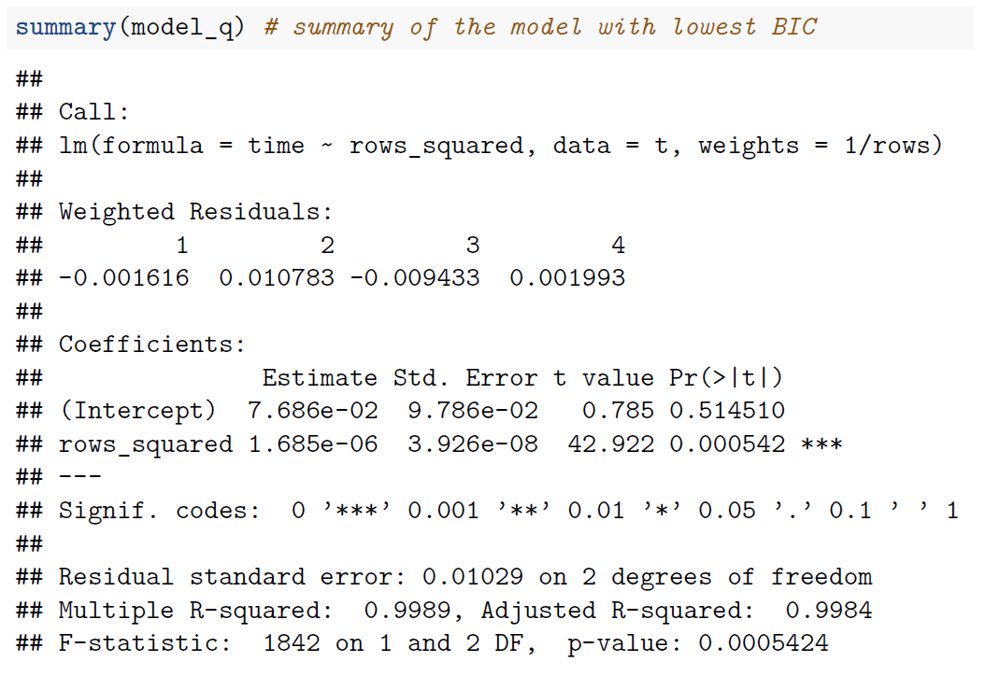 summary(model_q) # summary of the model with lowest BIC
##
## Call:
## lm(formula = time ~ rows_squared, data = t, weights = 1/rows)
##
## Weighted Residuals:
##         1         2         3         4
## -0.001616  0.010783 -0.009433  0.001993
##
## Coefficients:
##               Estimate Std. Error t value Pr(>|t|)
## (Intercept)  7.686e-02  9.786e-02   0.785 0.514510
## rows_squared 1.685e-06  3.926e-08  42.922 0.000542 ***
## ---
## Signif. codes:  0 ’***’ 0.001 ’**’ 0.01 ’*’ 0.05 ’.’ 0.1 ’ ’ 1
##
## Residual standard error: 0.01029 on 2 degrees of freedom
## Multiple R-squared:  0.9989, Adjusted R-squared:  0.9984
## F-statistic:  1842 on 1 and 2 DF,  p-value: 0.0005424